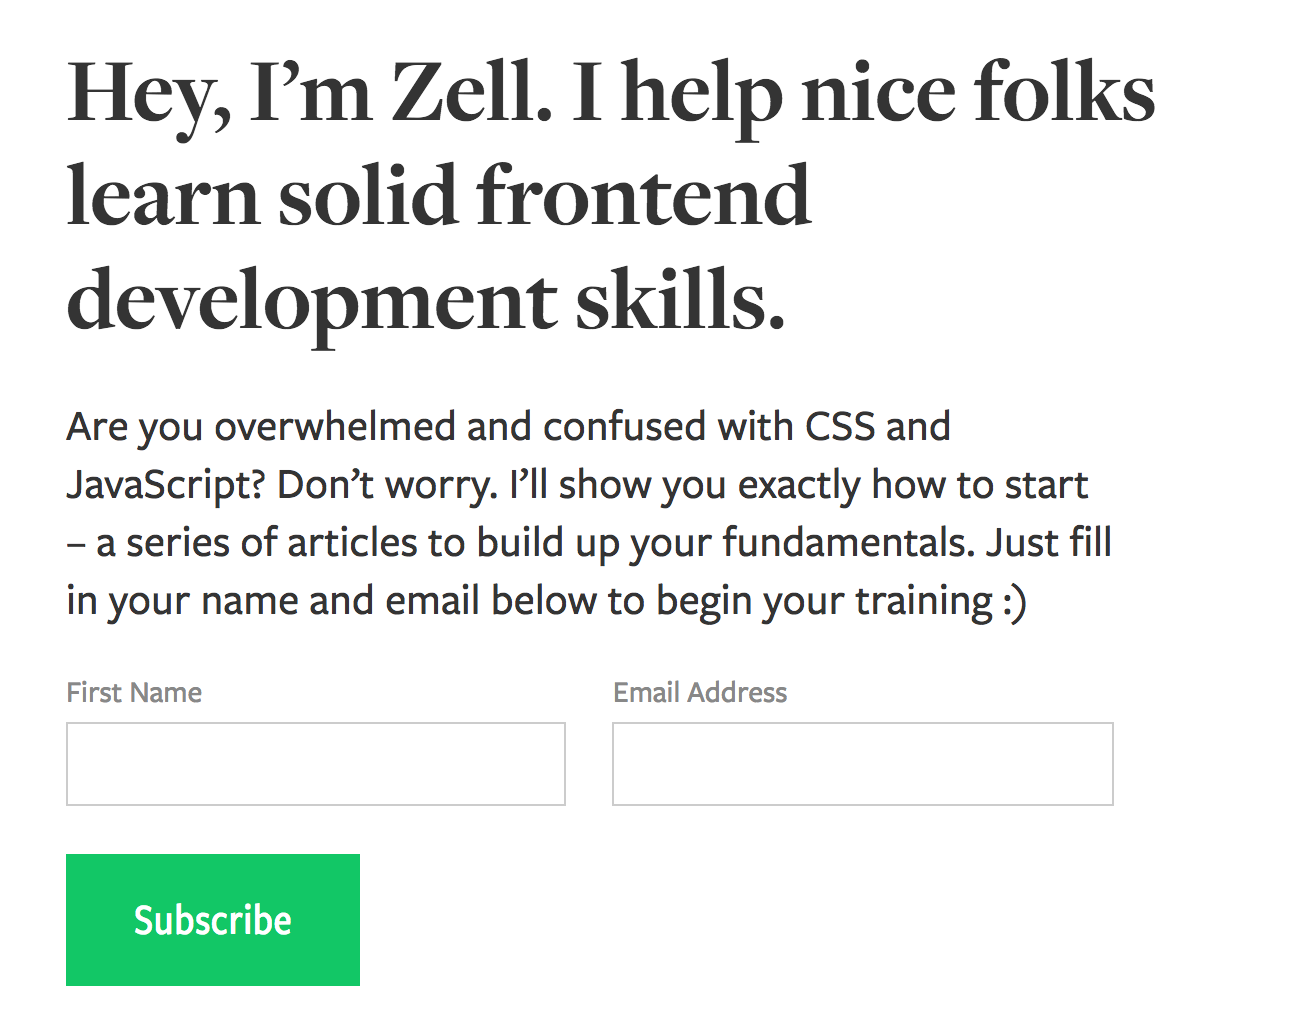 Hey, I’m Zell. I help nice folks
learn solid frontend
development skills.
Are you overwhelmed and confused with CSS and
JavaScript? Don’t worry. I’ll show you exactly how to start
– a series of articles to build up your fundamentals. Just fill
in your name and email below to begin your training :)
First Name
Email Address
Subscribe